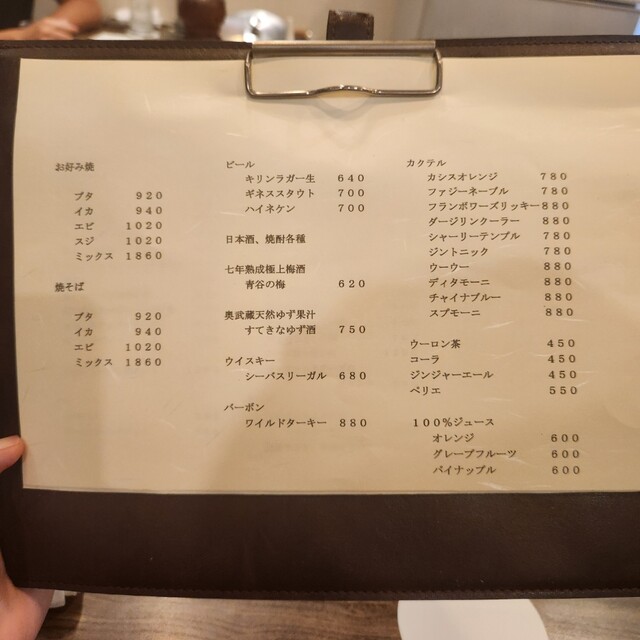 お好み焼
ブタ 920
イカ 940
エビ 1020
スジ 1020
ミックス 1860
焼そば
ブタ 920
イカ 940
エビ 1020
ミックス 1860
ビール
キリンラガー生 640
ギネススタウト 700
ハイネケン 700
日本酒、焼酎各種
七年熟成極上梅酒
青谷の梅 620
奥武蔵天然ゆず果汁
すてきなゆず酒 750
ウイスキー
シーバスリーガル 680
バーボン
ワイルドターキー 880
カクテル
カシスオレンジ 780
ファジーネーブル 780
フランボワーズリッキー 880
ダージリンクーラー 880
シャーリーテンプル 780
ジントニック 780
ウーウー 880
ディタモーニ 880
チャイナブルー 880
スプモーニ 880
ウーロン茶 450
コーラ 450
ジンジャーエール 450
ペリエ 550
100%ジュース
オレンジ 600
グレープフルーツ 600
パイナップル 600